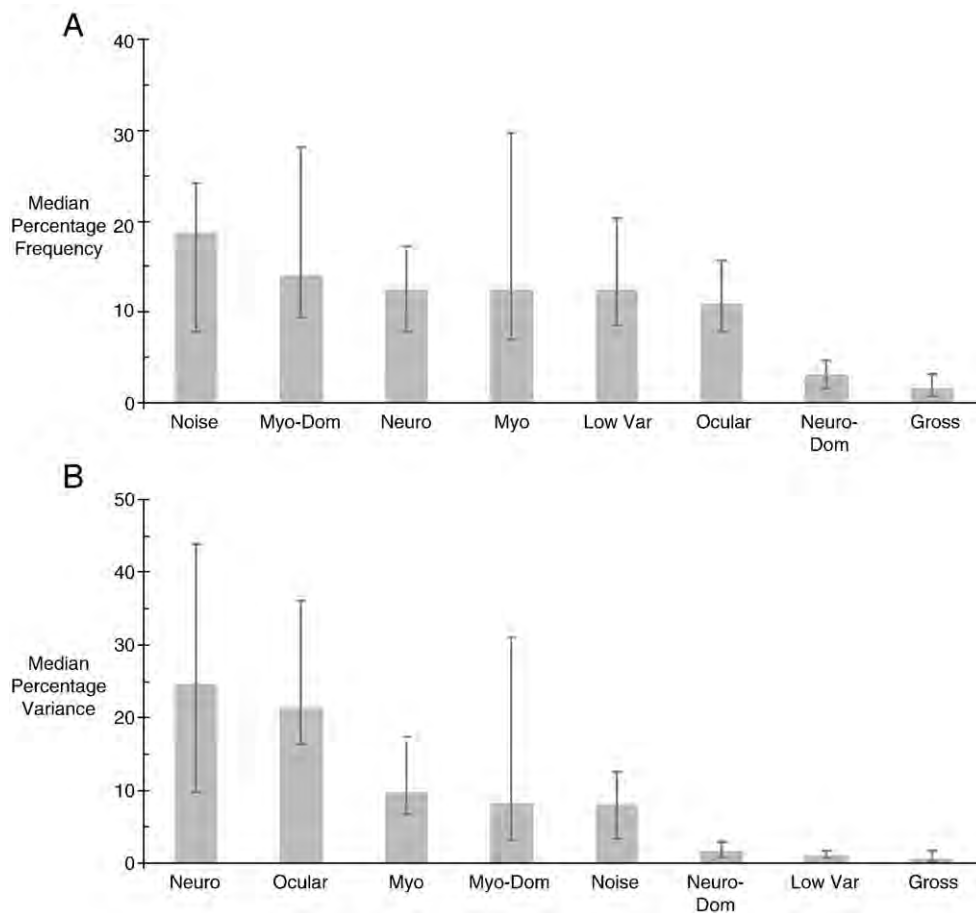 A
40
30
Median
Percentage
Frequency
20
10
0
Noise Myo-Dom Neuro Myo Low Var Ocular Neuro-
Dom Gross
B
50
40
30
Median
Percentage
Variance
20
10
0
Neuro Ocular Myo Myo-Dom Noise Neuro-
Dom Low Var Gross